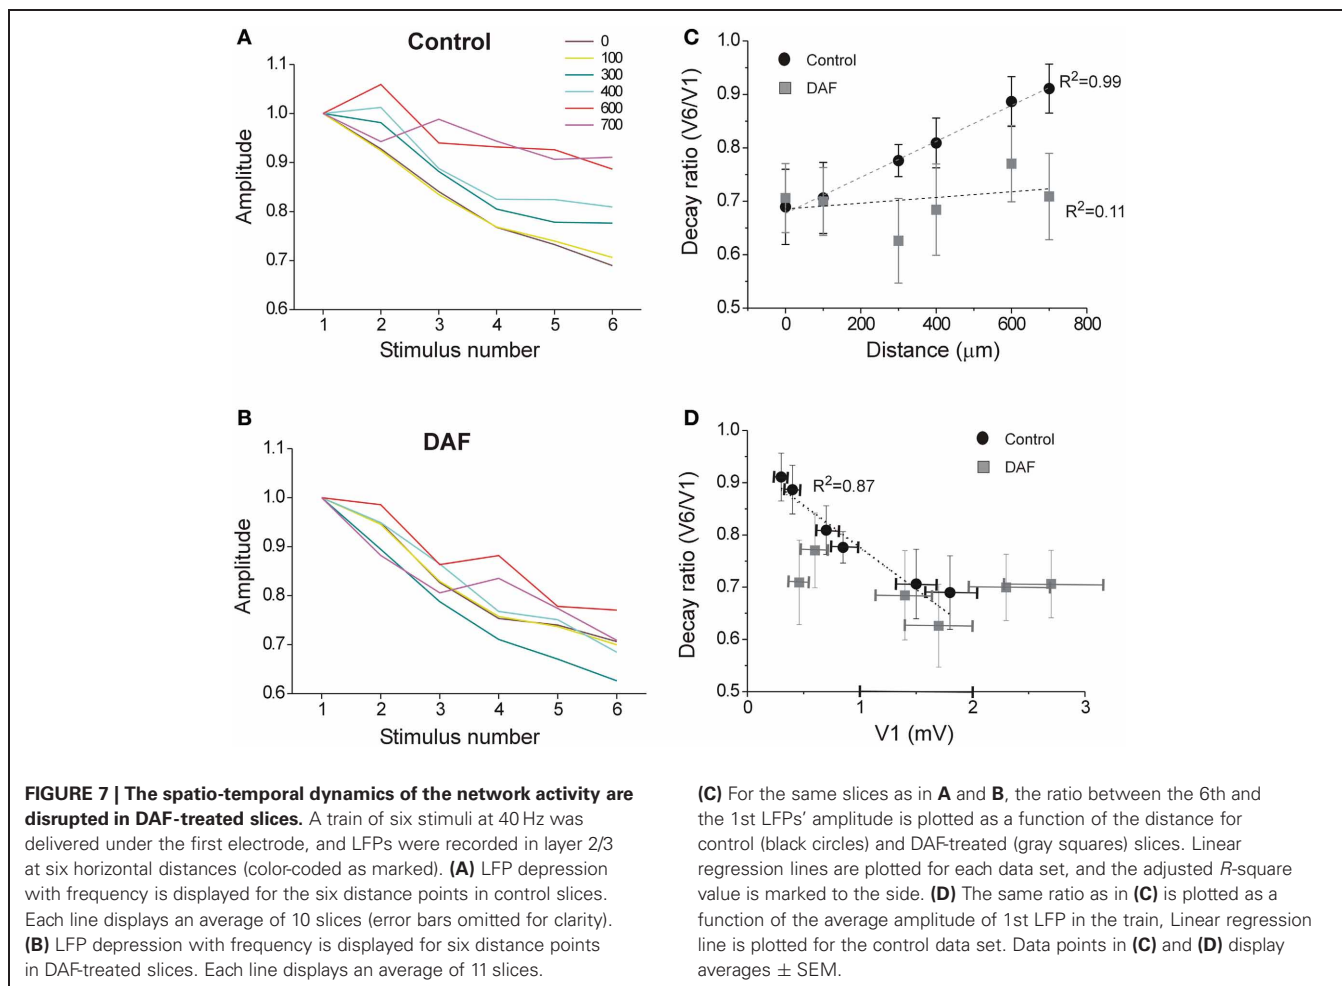 A
Control
0
100
300
400
600
700
1.1
1.0
0.9
0.8
0.7
0.6
Amplitude
1 2 3 4 5 6
Stimulus number
C
Control
DAF
R²=0.99
R²=0.11
1.0
0.9
0.8
0.7
0.6
0.5
Decay ratio (V6/V1)
0 200 400 600 800
Distance (μm)
B
DAF
1.1
1.0
0.9
0.8
0.7
0.6
Amplitude
1 2 3 4 5 6
Stimulus number
D
Control
DAF
R²=0.87
1.0
0.9
0.8
0.7
0.6
0.5
Decay ratio (V6/V1)
0 1 2 3
V1 (mV)
FIGURE 7 | The spatio-temporal dynamics of the network activity are
disrupted in DAF-treated slices. A train of six stimuli at 40 Hz was
delivered under the first electrode, and LFPs were recorded in layer 2/3
at six horizontal distances (color-coded as marked). (A) LFP depression
with frequency is displayed for the six distance points in control slices.
Each line displays an average of 10 slices (error bars omitted for clarity).
(B) LFP depression with frequency is displayed for six distance points
in DAF-treated slices. Each line displays an average of 11 slices.
(C) For the same slices as in A and B, the ratio between the 6th and
the 1st LFPs' amplitude is plotted as a function of the distance for
control (black circles) and DAF-treated (gray squares) slices. Linear
regression lines are plotted for each data set, and the adjusted R-square
value is marked to the side. (D) The same ratio as in (C) is plotted as a
function of the average amplitude of 1st LFP in the train, Linear regression
line is plotted for the control data set. Data points in (C) and (D) display
averages ± SEM.